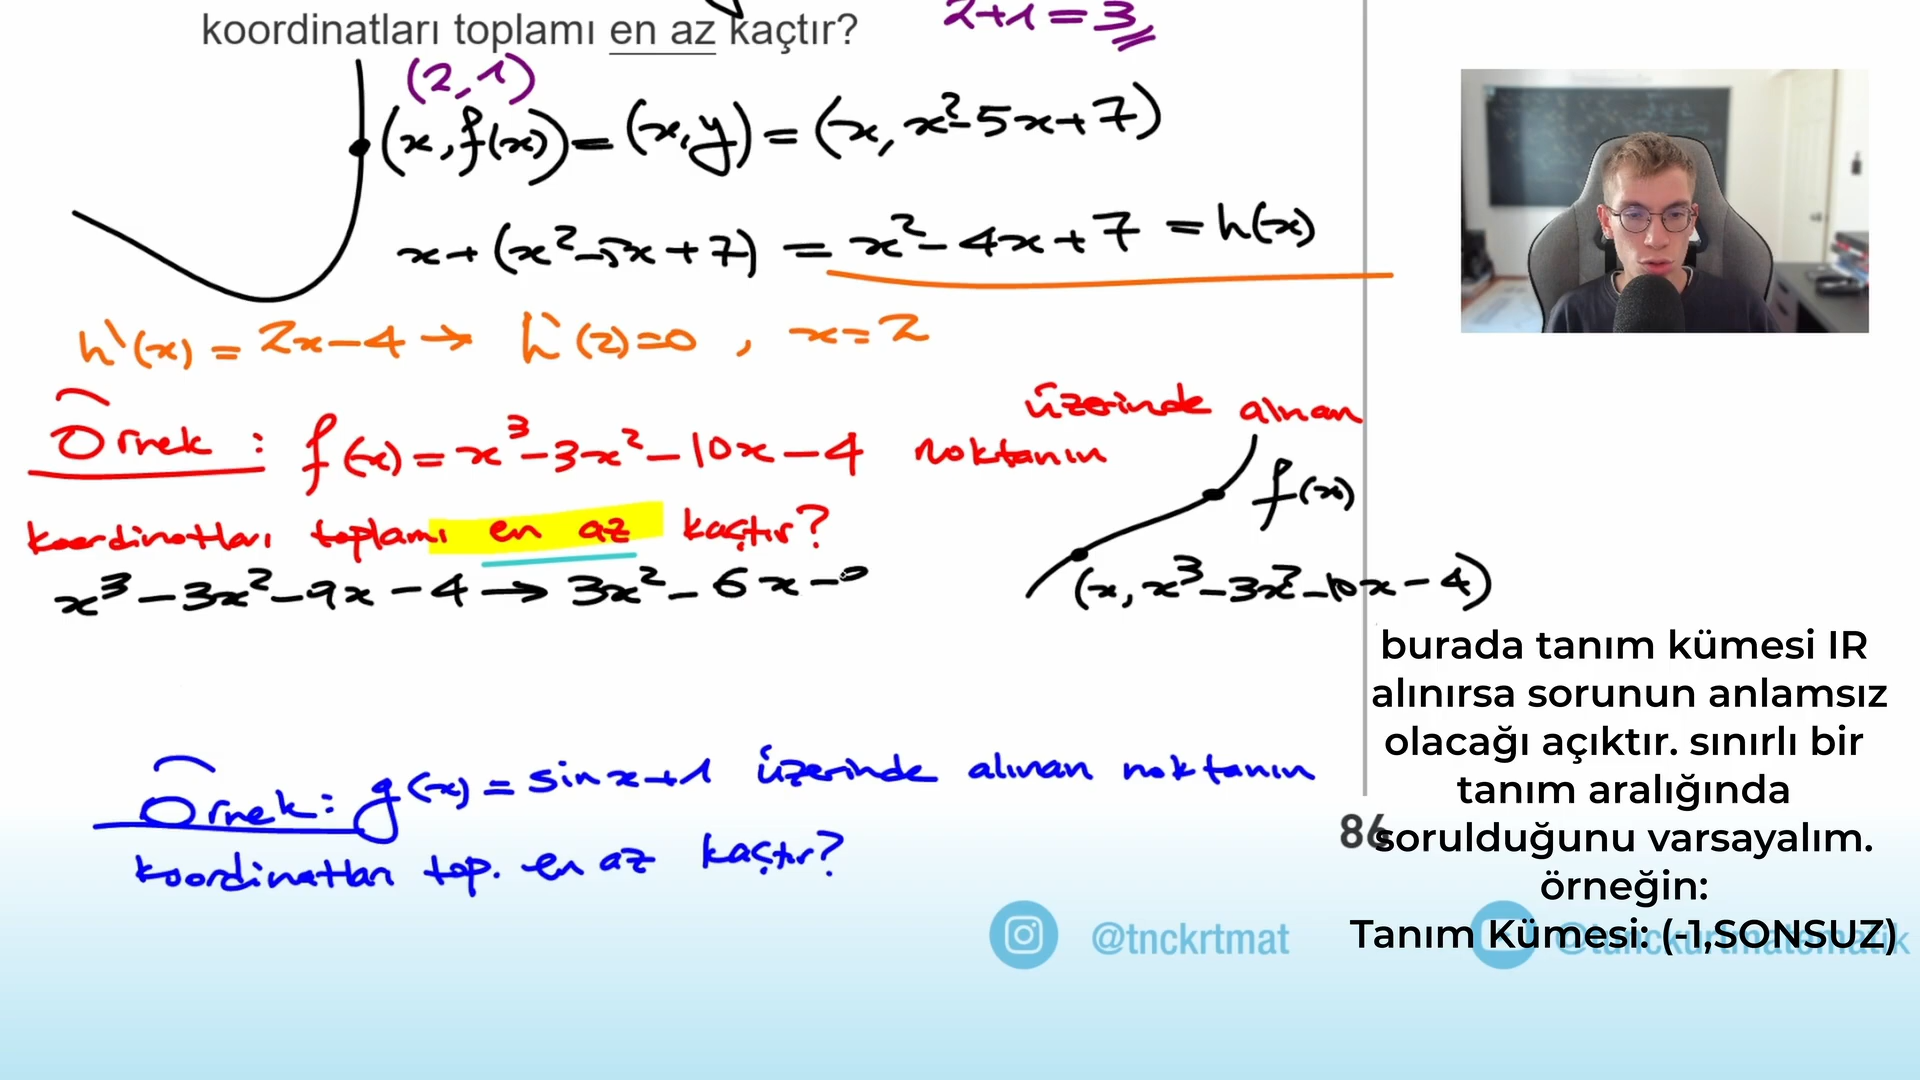 koordinatları toplamı en az kaçtır?
2+1=3
(2,1)
(x,f(x))=(x,y)=(x, x²-5x+7)
x+(x²-5x+7) = x²-4x+7 = h(x)
h'(x) = 2x-4 → h'(2)=0 , x=2
Örnek : f(x)=x³-3x²-10x-4 üzerinde alınan noktanın
koordinatları toplamı en az kaçtır?
f(x)
x³-3x²-9x-4 → 3x²-6x-
(x, x³-3x²-10x-4)
burada tanım kümesi IR
alınırsa sorunun anlamsız
olacağı açıktır. sınırlı bir
tanım aralığında
sorulduğunu varsayalım.
örneğin:
Tanım Kümesi: (-1,SONSUZ)
Örnek: g(x)=sinx+1 üzerinde alınan noktanın
koordinatları top. en az kaçtır?
86
@tnckrtmat